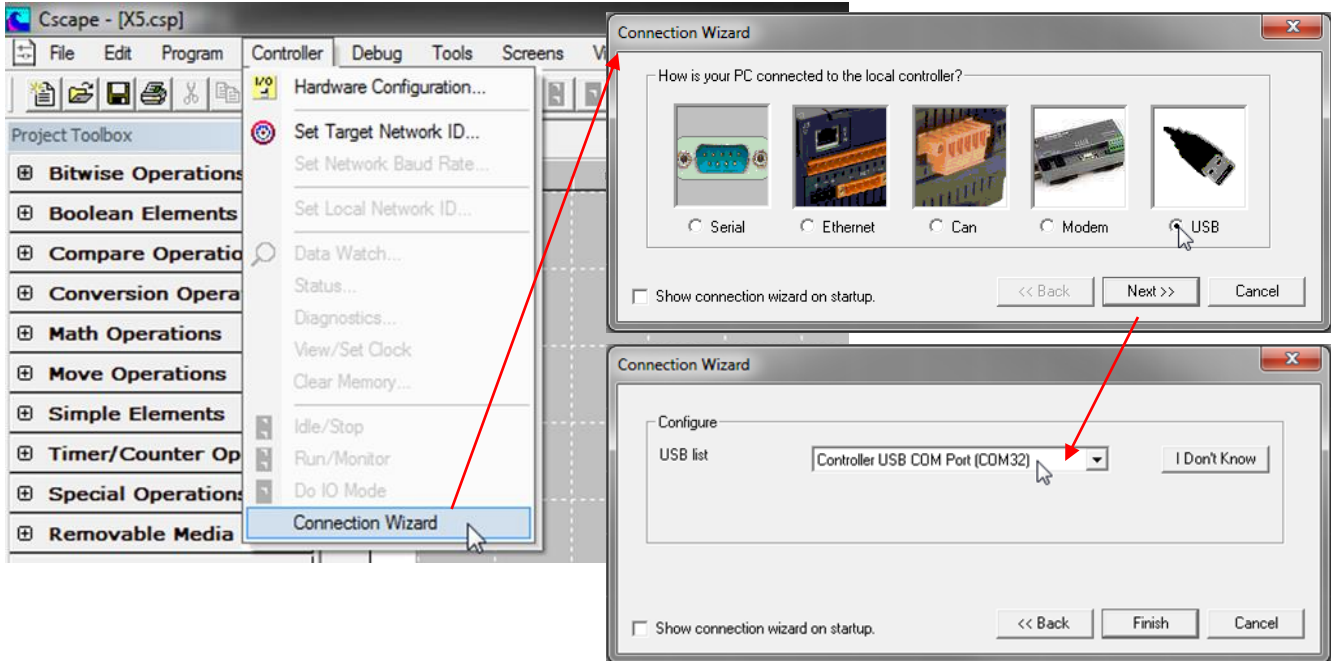 Cscape - [X5.csp]
File Edit Program Controller Debug Tools Screens
Project Toolbox
Bitwise Operations
Boolean Elements
Compare Operatio
Conversion Opera
Math Operations
Move Operations
Simple Elements
Timer/Counter Op
Special Operations
Removable Media
I/O Hardware Configuration...
Set Target Network ID...
Set Network Baud Rate...
Set Local Network ID...
Data Watch...
Status...
Diagnostics...
View/Set Clock
Clear Memory...
Idle/Stop
Run/Monitor
Do IO Mode
Connection Wizard
Connection Wizard
How is your PC connected to the local controller?
Serial Ethernet Can Modem USB
Show connection wizard on startup.
<< Back Next >> Cancel
Connection Wizard
Configure
USB list Controller USB COM Port (COM32) I Don't Know
Show connection wizard on startup.
<< Back Finish Cancel